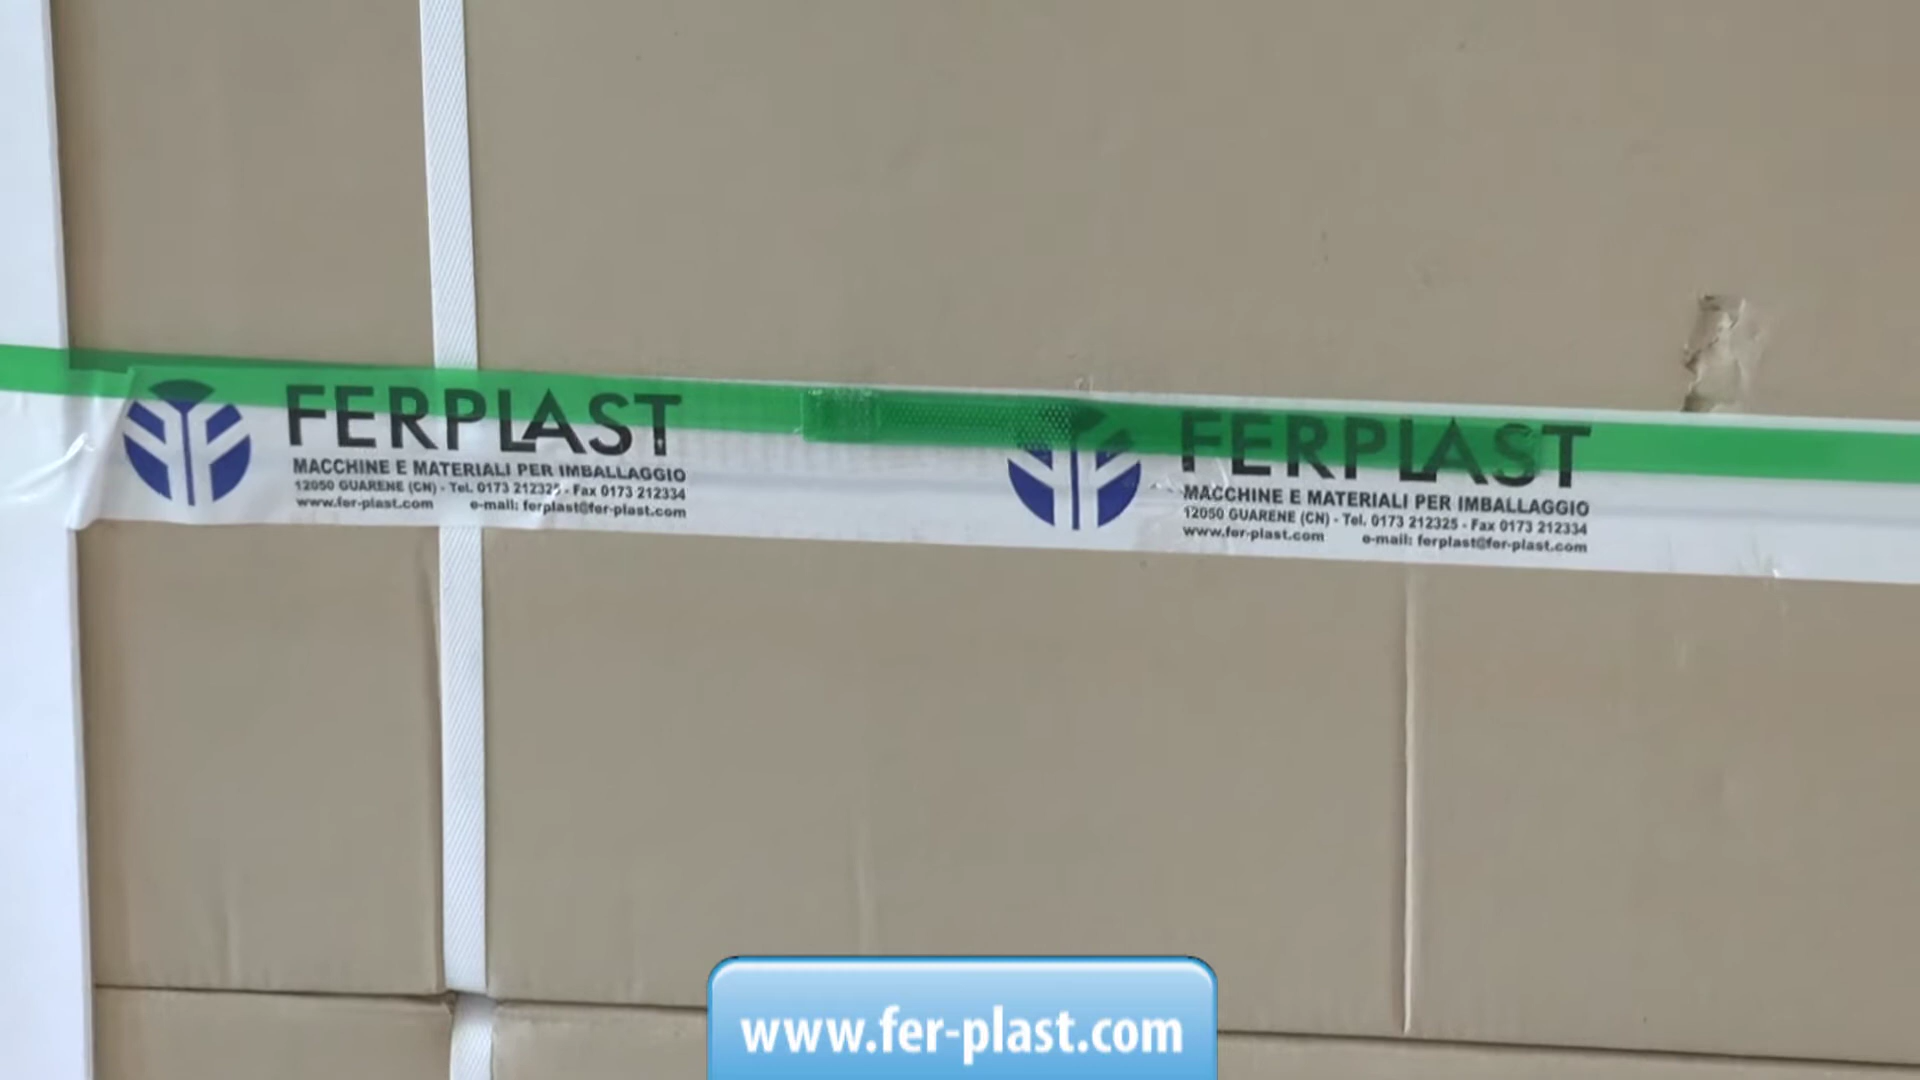 FERPLAST
MACCHINE E MATERIALI PER IMBALLAGGIO
12050 GUARENE (CN) - Tel. 0173 212325 - Fax 0173 212334
www.fer-plast.com e-mail: ferplast@fer-plast.com
FERPLAST
MACCHINE E MATERIALI PER IMBALLAGGIO
12050 GUARENE (CN) - Tel. 0173 212325 - Fax 0173 212334
www.fer-plast.com e-mail: ferplast@fer-plast.com
www.fer-plast.com